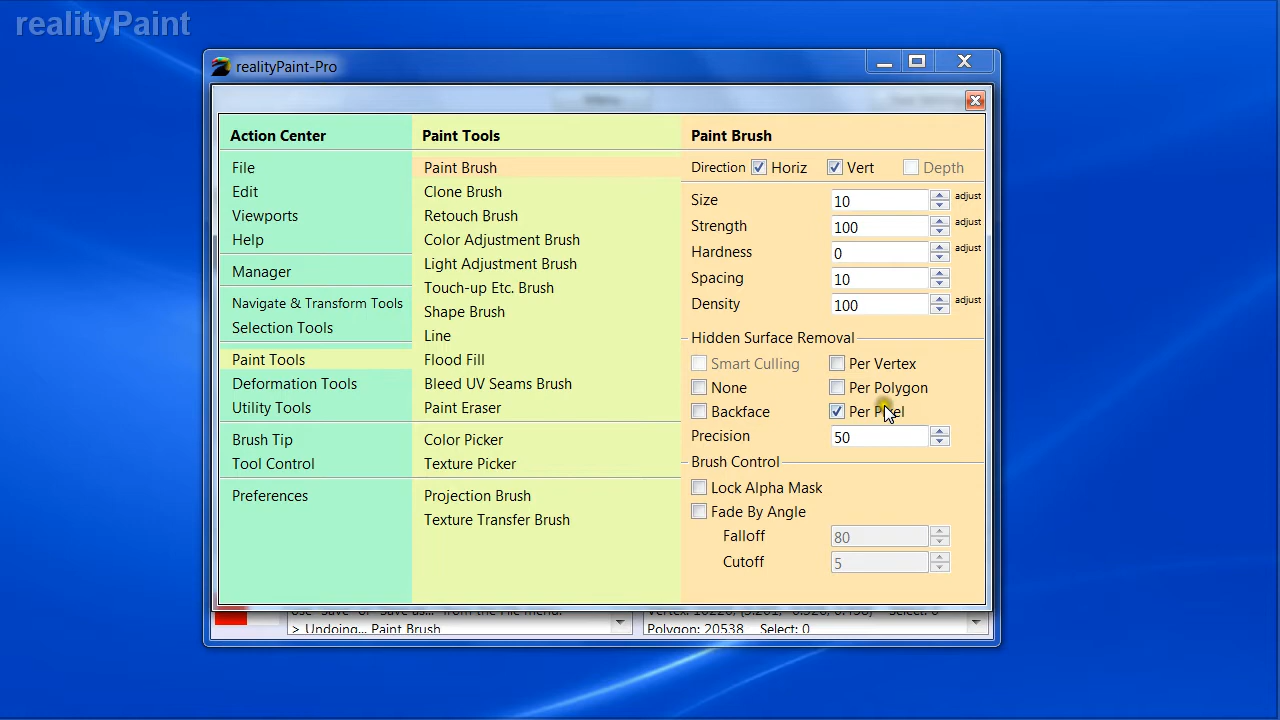 realityPaint
realityPaint-Pro
Action Center
File
Edit
Viewports
Help
Manager
Navigate & Transform Tools
Selection Tools
Paint Tools
Deformation Tools
Utility Tools
Brush Tip
Tool Control
Preferences
Paint Tools
Paint Brush
Clone Brush
Retouch Brush
Color Adjustment Brush
Light Adjustment Brush
Touch-up Etc. Brush
Shape Brush
Line
Flood Fill
Bleed UV Seams Brush
Paint Eraser
Color Picker
Texture Picker
Projection Brush
Texture Transfer Brush
Paint Brush
Direction Horiz Vert Depth
Size 10 adjust
Strength 100 adjust
Hardness 0 adjust
Spacing 10
Density 100 adjust
Hidden Surface Removal
Smart Culling Per Vertex
None Per Polygon
Backface Per Pixel
Precision 50
Brush Control
Lock Alpha Mask
Fade By Angle
Falloff 80
Cutoff 5
> Undoing... Paint Brush
Polygon: 20538 Select: 0